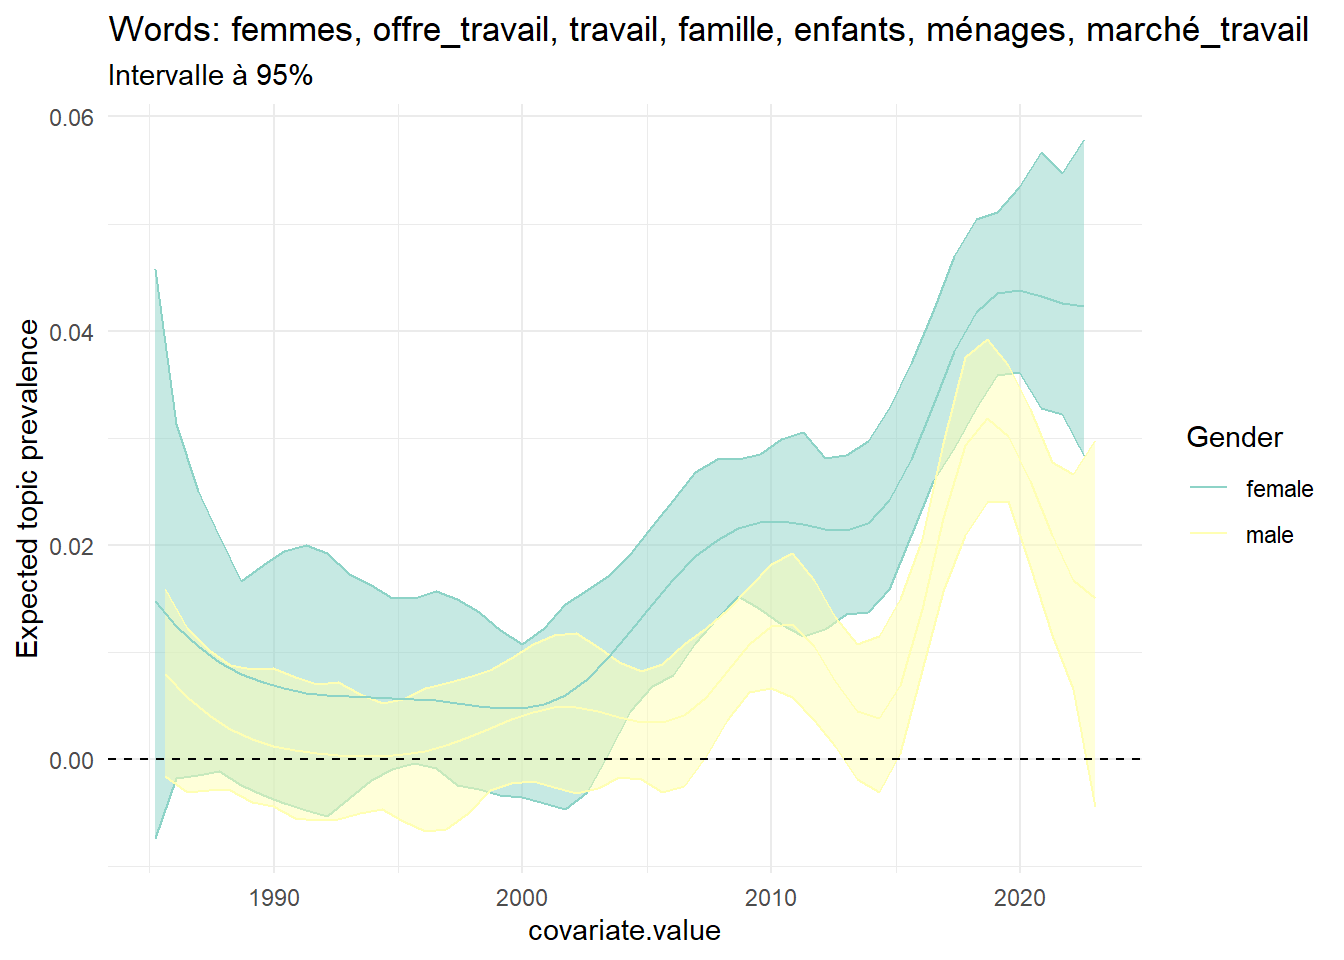 Words: femmes, offre_travail, travail, famille, enfants, ménages, marché_travail
Intervalle à 95%
0.06
0.04
0.02
0.00
Expected topic prevalence
1990
2000
2010
2020
covariate.value
Gender
female
male